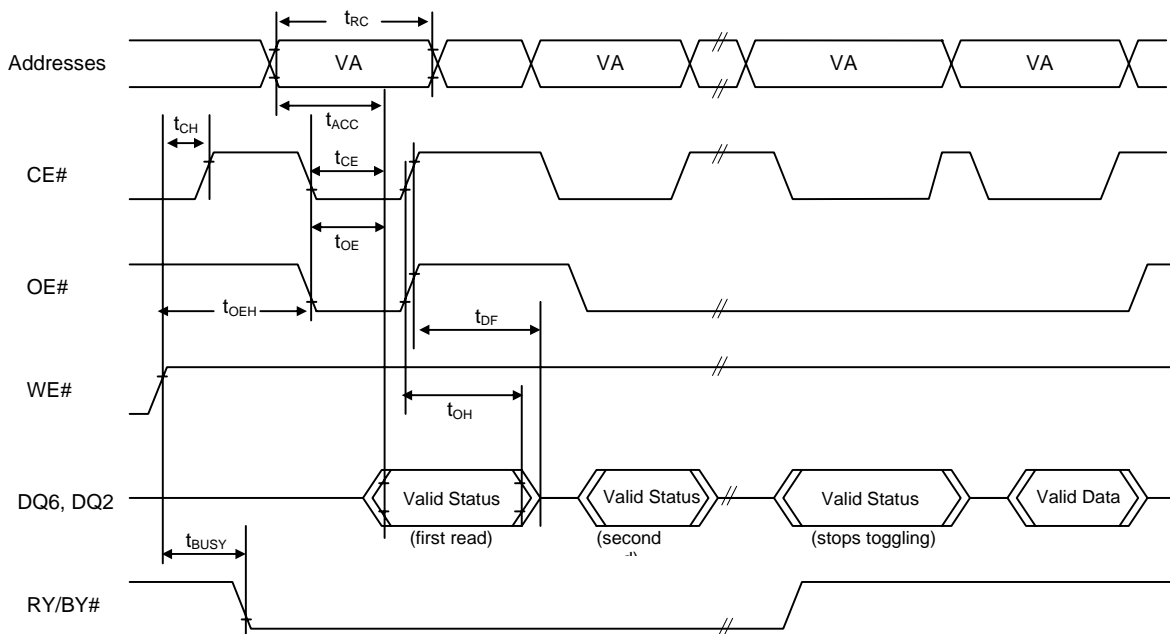 tRC
Addresses VA VA VA VA
tACC
tCH
tCE
CE#
tOE
OE#
tOEH
tDF
WE#
tOH
DQ6, DQ2 Valid Status Valid Status Valid Status Valid Data
(first read) (second (stops toggling)
tBUSY
RY/BY#